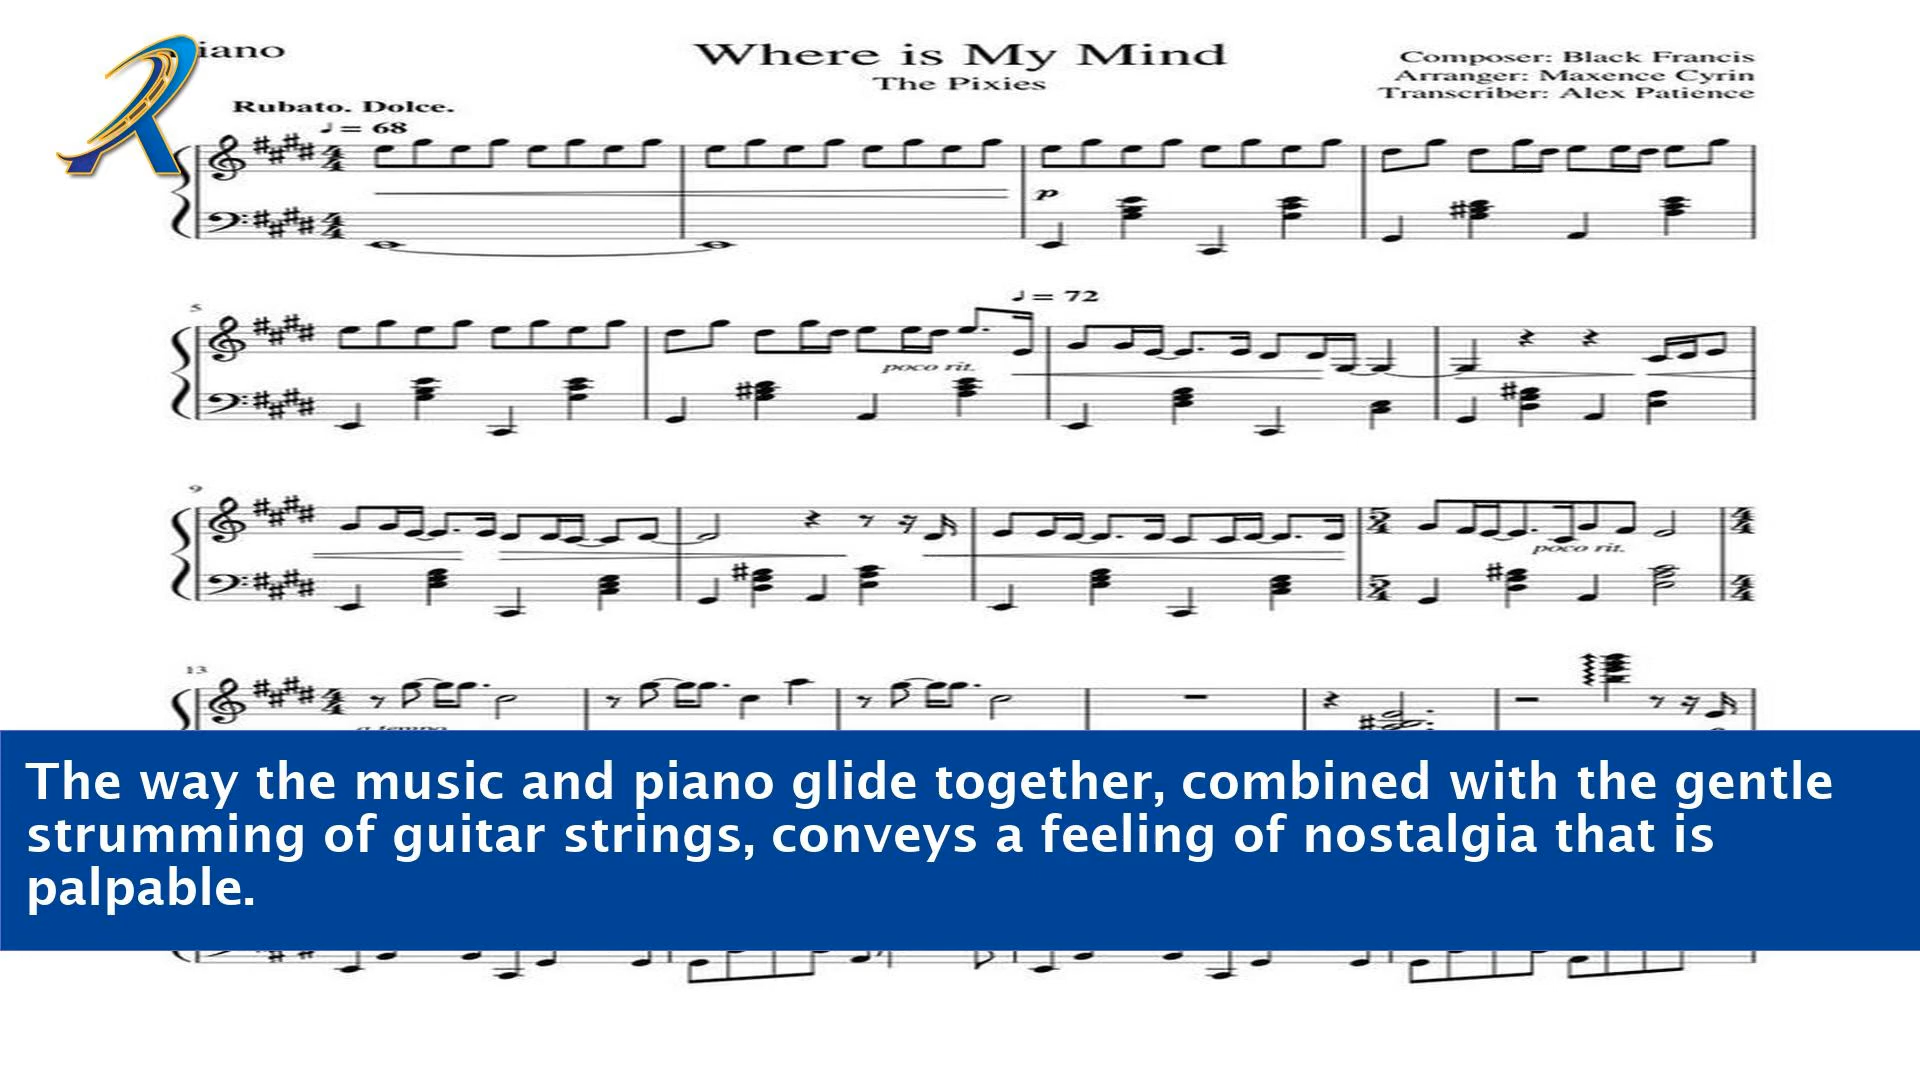 iano
Where is My Mind
The Pixies
Composer: Black Francis
Arranger: Maxence Cyrin
Transcriber: Alex Patience
Rubato. Dolce.
♩ = 68
p
5
♩ = 72
poco rit.
9
poco rit.
13
a tempo
The way the music and piano glide together, combined with the gentle
strumming of guitar strings, conveys a feeling of nostalgia that is
palpable.